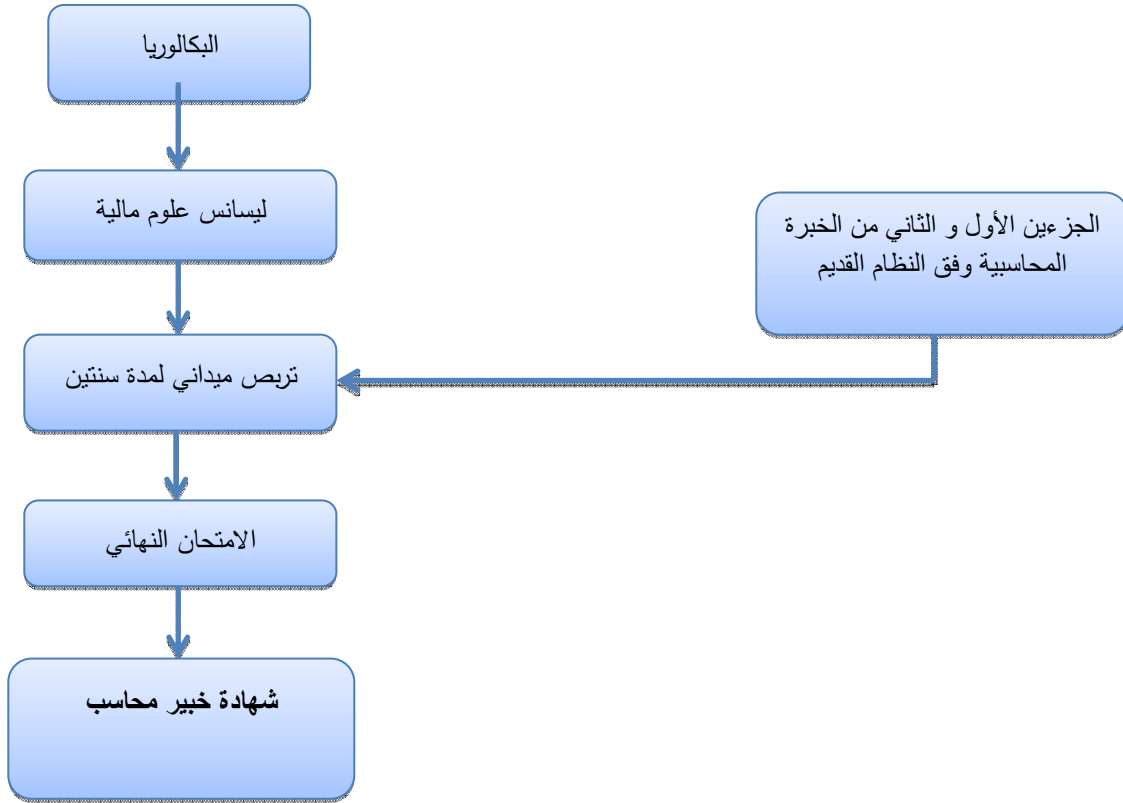 البكالوريا
ليسانس علوم مالية
الجزءين الأول و الثاني من الخبرة
المحاسبية وفق النظام القديم
تربص ميداني لمدة سنتين
الامتحان النهائي
شهادة خبير محاسب